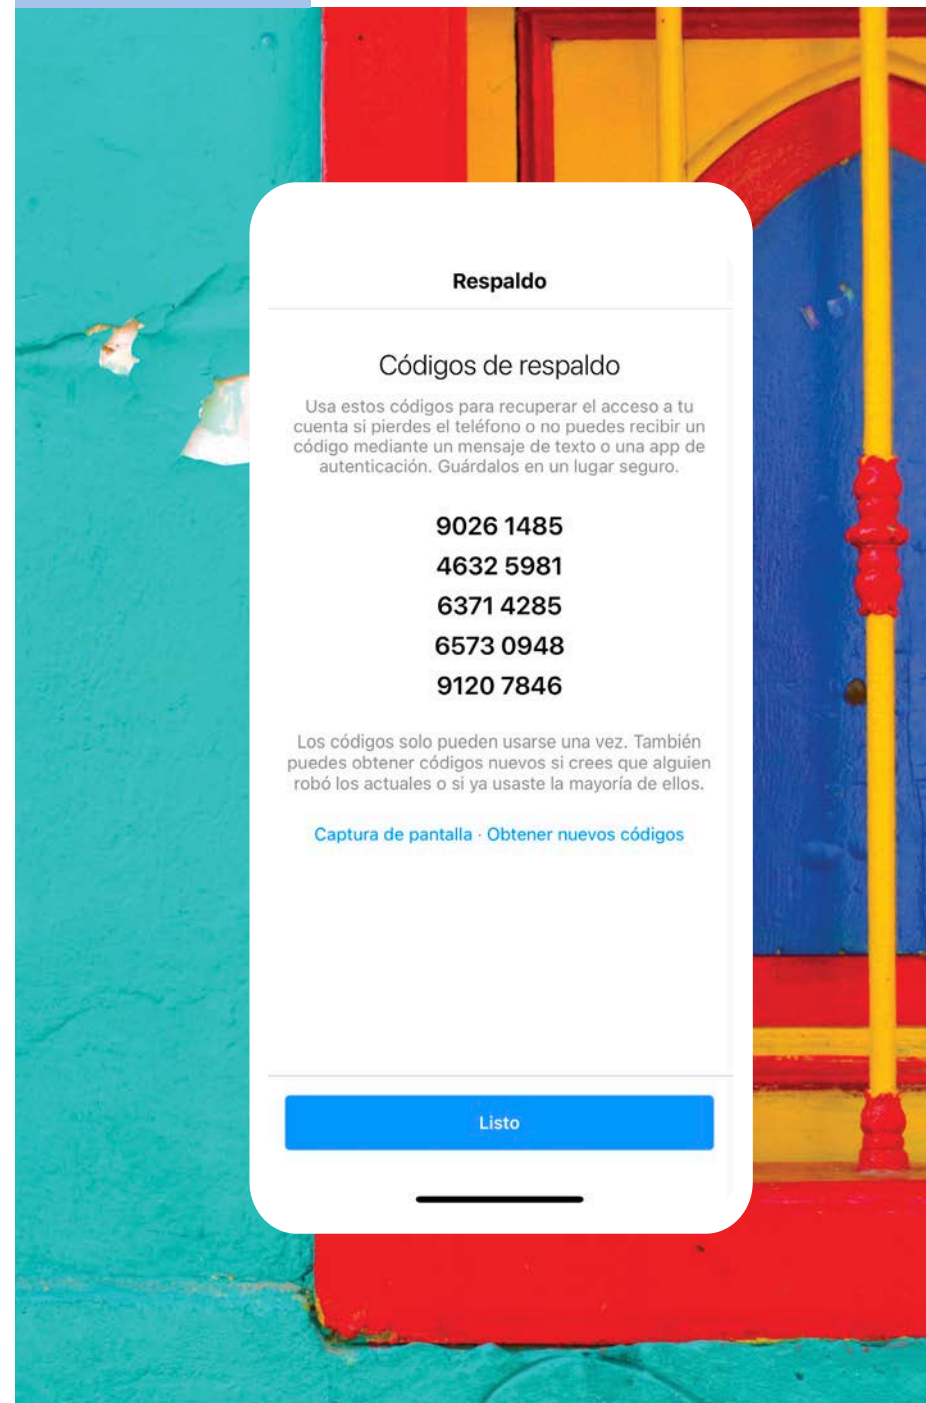 Respaldo
Códigos de respaldo
Usa estos códigos para recuperar el acceso a tu
cuenta si pierdes el teléfono o no puedes recibir un
código mediante un mensaje de texto o una app de
autenticación. Guárdalos en un lugar seguro.
9026 1485
4632 5981
6371 4285
6573 0948
9120 7846
Los códigos solo pueden usarse una vez. También
puedes obtener códigos nuevos si crees que alguien
robó los actuales o si ya usaste la mayoría de ellos.
Captura de pantalla · Obtener nuevos códigos
Listo